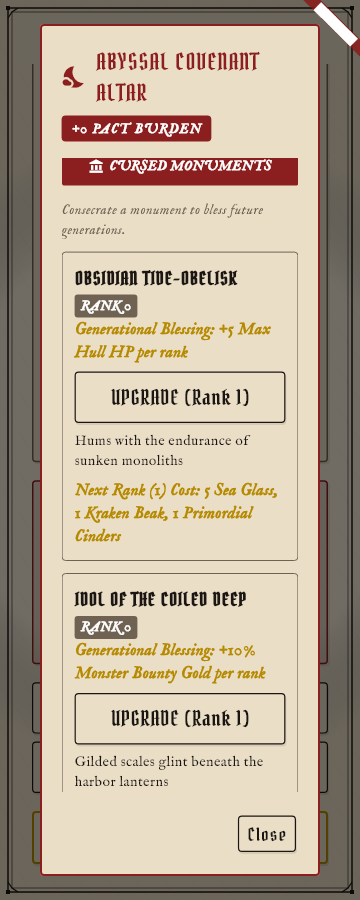 ABYSSAL COVENANT
ALTAR
+0 PACT BURDEN
CURSED MONUMENTS
Consecrate a monument to bless future
generations.
OBSIDIAN TIDE-OBELISK
RANK 0
Generational Blessing: +5 Max
Hull HP per rank
UPGRADE (Rank 1)
Hums with the endurance of
sunken monoliths
Next Rank (1) Cost: 5 Sea Glass,
1 Kraken Beak, 1 Primordial
Cinders
IDOL OF THE COILED DEEP
RANK 0
Generational Blessing: +10%
Monster Bounty Gold per rank
UPGRADE (Rank 1)
Gilded scales glint beneath the
harbor lanterns
Close